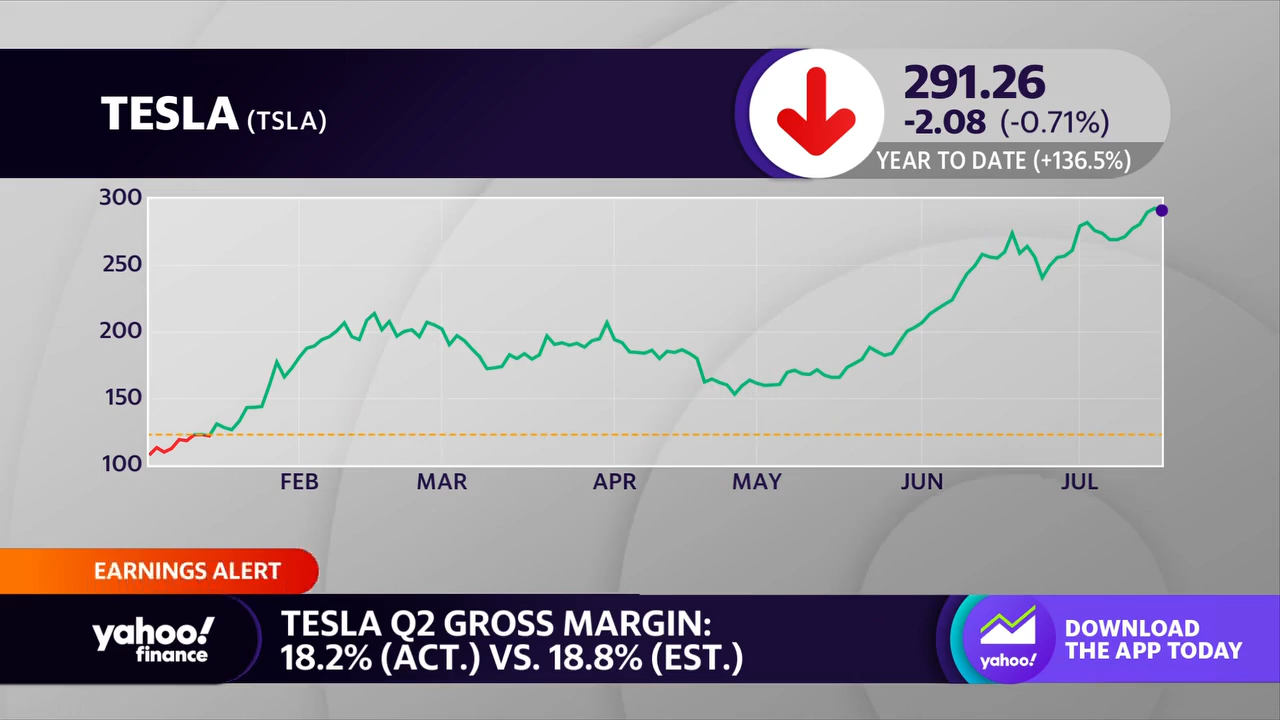 TESLA (TSLA)
291.26
-2.08 (-0.71%)
YEAR TO DATE (+136.5%)
300
250
200
150
100
FEB MAR APR MAY JUN JUL
EARNINGS ALERT
yahoo!
finance
TESLA Q2 GROSS MARGIN:
18.2% (ACT.) VS. 18.8% (EST.)
yahoo!
DOWNLOAD
THE APP TODAY